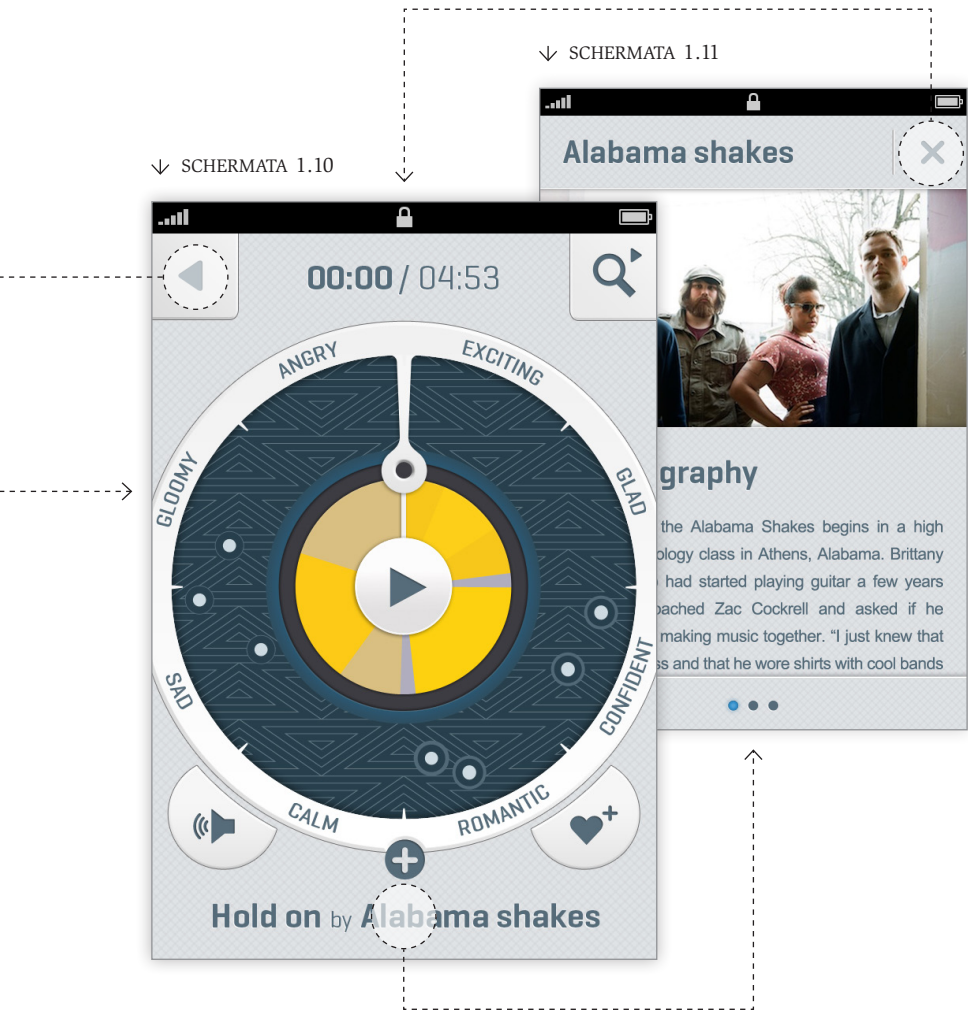 SCHERMATA 1.11
Alabama shakes
SCHERMATA 1.10
00:00 / 04:53
ANGRY
EXCITING
GLOOMY
GLAD
SAD
CONFIDENT
CALM
ROMANTIC
Hold on by Alabama shakes
graphy
the Alabama Shakes begins in a high
ology class in Athens, Alabama. Brittany
had started playing guitar a few years
ached Zac Cockrell and asked if he
making music together. “I just knew that
ss and that he wore shirts with cool bands